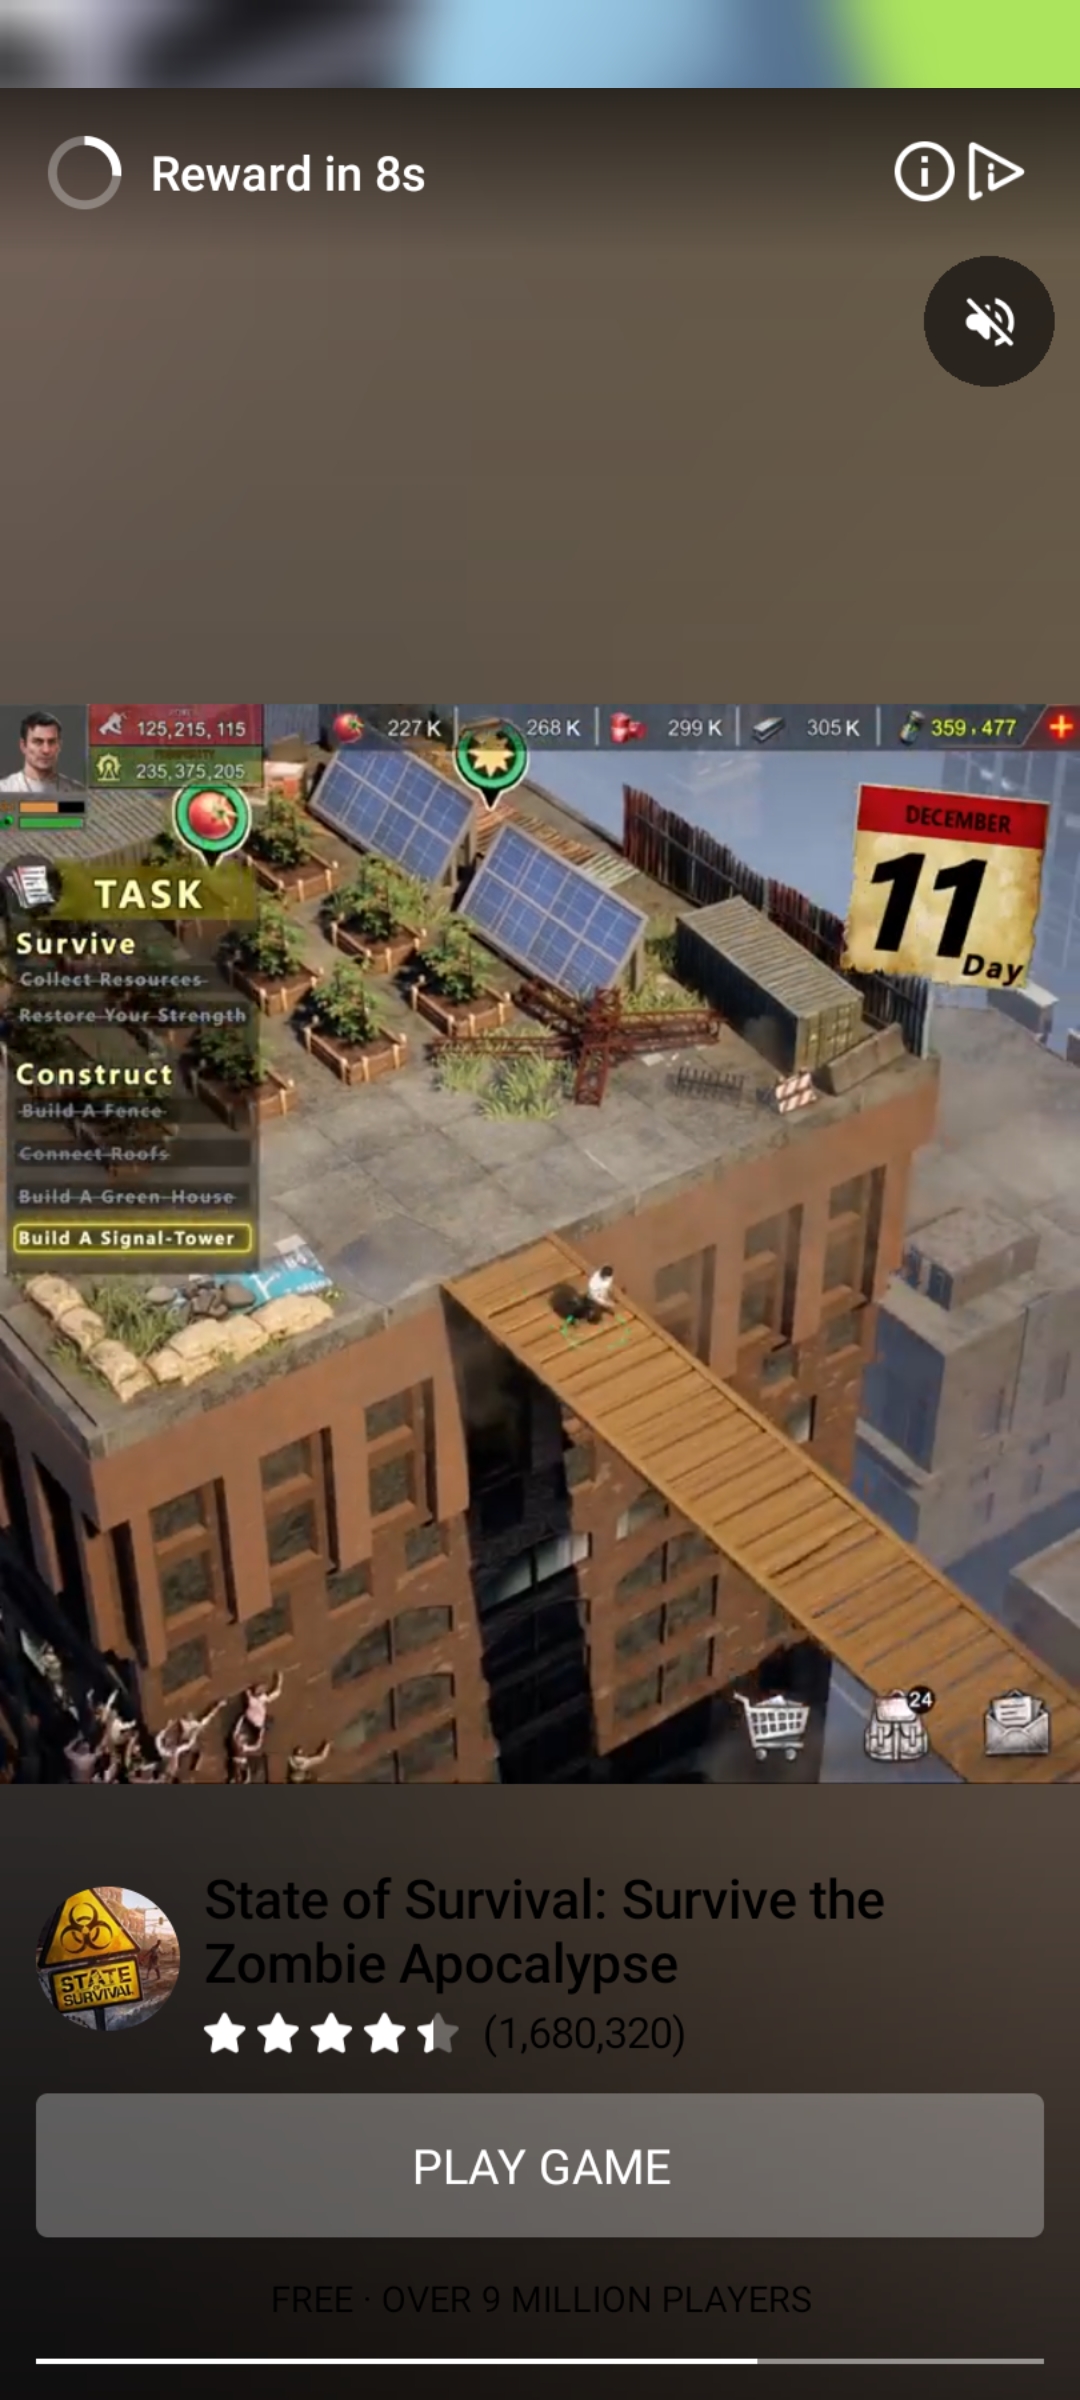 Reward in 8s
125,215,115
235,375,205
227 K
268 K
299 K
305 K
359,477
DECEMBER
11
Day
TASK
Survive
Collect Resources
Restore Your Strength
Construct
Build A Fence
Connect Roofs
Build A Green-House
Build A Signal-Tower
24
STATE
SURVIVAL
State of Survival: Survive the
Zombie Apocalypse
(1,680,320)
PLAY GAME
FREE · OVER 9 MILLION PLAYERS